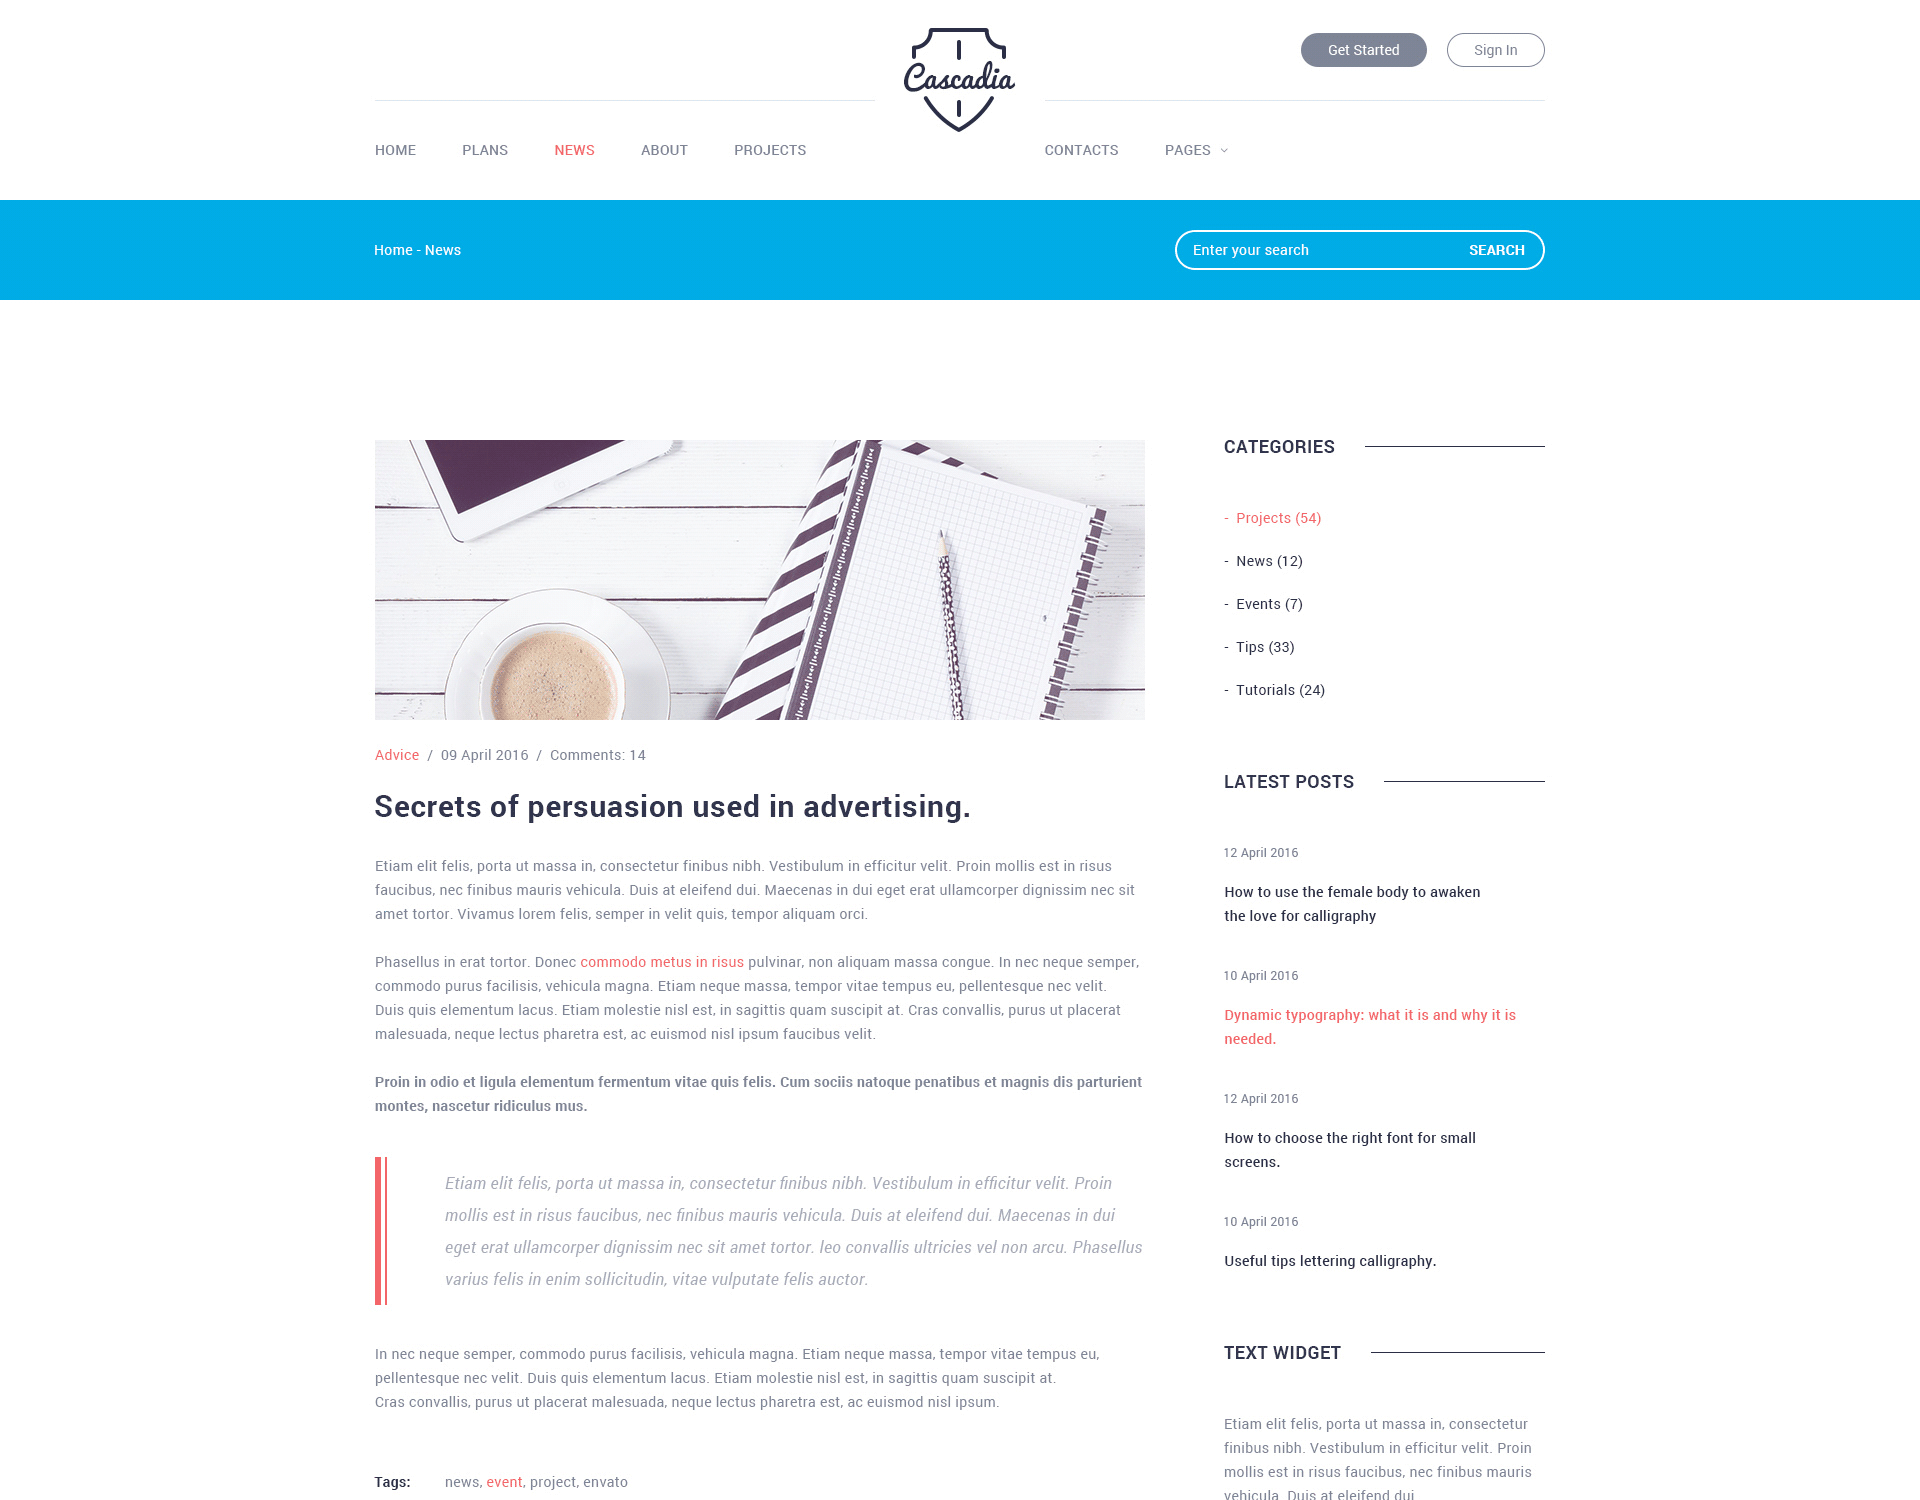 Cascadia
Get Started
Sign In
HOME
PLANS
NEWS
ABOUT
PROJECTS
CONTACTS
PAGES
Home - News
Enter your search
SEARCH
Advice / 09 April 2016 / Comments: 14
Secrets of persuasion used in advertising.
Etiam elit felis, porta ut massa in, consectetur finibus nibh. Vestibulum in efficitur velit. Proin mollis est in risus
faucibus, nec finibus mauris vehicula. Duis at eleifend dui. Maecenas in dui eget erat ullamcorper dignissim nec sit
amet tortor. Vivamus lorem felis, semper in velit quis, tempor aliquam orci.
Phasellus in erat tortor. Donec commodo metus in risus pulvinar, non aliquam massa congue. In nec neque semper,
commodo purus facilisis, vehicula magna. Etiam neque massa, tempor vitae tempus eu, pellentesque nec velit.
Duis quis elementum lacus. Etiam molestie nisl est, in sagittis quam suscipit at. Cras convallis, purus ut placerat
malesuada, neque lectus pharetra est, ac euismod nisl ipsum faucibus velit.
Proin in odio et ligula elementum fermentum vitae quis felis. Cum sociis natoque penatibus et magnis dis parturient
montes, nascetur ridiculus mus.
Etiam elit felis, porta ut massa in, consectetur finibus nibh. Vestibulum in efficitur velit. Proin
mollis est in risus faucibus, nec finibus mauris vehicula. Duis at eleifend dui. Maecenas in dui
eget erat ullamcorper dignissim nec sit amet tortor. leo convallis ultricies vel non arcu. Phasellus
varius felis in enim sollicitudin, vitae vulputate felis auctor.
In nec neque semper, commodo purus facilisis, vehicula magna. Etiam neque massa, tempor vitae tempus eu,
pellentesque nec velit. Duis quis elementum lacus. Etiam molestie nisl est, in sagittis quam suscipit at.
Cras convallis, purus ut placerat malesuada, neque lectus pharetra est, ac euismod nisl ipsum.
Tags: news, event, project, envato
CATEGORIES
- Projects (54)
- News (12)
- Events (7)
- Tips (33)
- Tutorials (24)
LATEST POSTS
12 April 2016
How to use the female body to awaken
the love for calligraphy
10 April 2016
Dynamic typography: what it is and why it is
needed.
12 April 2016
How to choose the right font for small
screens.
10 April 2016
Useful tips lettering calligraphy.
TEXT WIDGET
Etiam elit felis, porta ut massa in, consectetur
finibus nibh. Vestibulum in efficitur velit. Proin
mollis est in risus faucibus, nec finibus mauris
vehicula. Duis at eleifend dui.